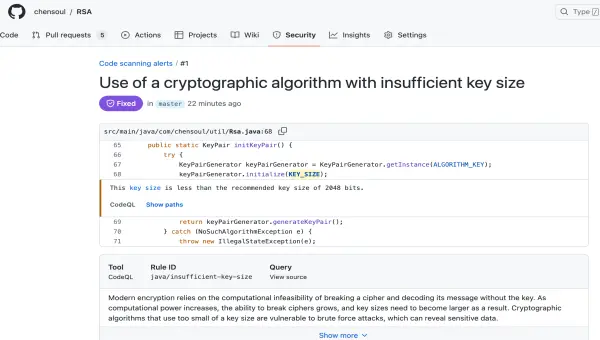 chensoul / RSA
Type /
Code Pull requests 5 Actions Projects Wiki Security Insights Settings
Code scanning alerts / #1
Use of a cryptographic algorithm with insufficient key size
Fixed in master 22 minutes ago
src/main/java/com/chensoul/util/Rsa.java:68
65 public static KeyPair initKeyPair() {
66 try {
67 KeyPairGenerator keyPairGenerator = KeyPairGenerator.getInstance(ALGORITHM_KEY);
68 keyPairGenerator.initialize(KEY_SIZE);
This key size is less than the recommended key size of 2048 bits.
CodeQL Show paths
69 return keyPairGenerator.generateKeyPair();
70 } catch (NoSuchAlgorithmException e) {
71 throw new IllegalStateException(e);
Tool Rule ID Query
CodeQL java/insufficient-key-size View source
Modern encryption relies on the computational infeasibility of breaking a cipher and decoding its message without the key. As
computational power increases, the ability to break ciphers grows, and key sizes need to become larger as a result. Cryptographic
algorithms that use too small of a key size are vulnerable to brute force attacks, which can reveal sensitive data.
Show more